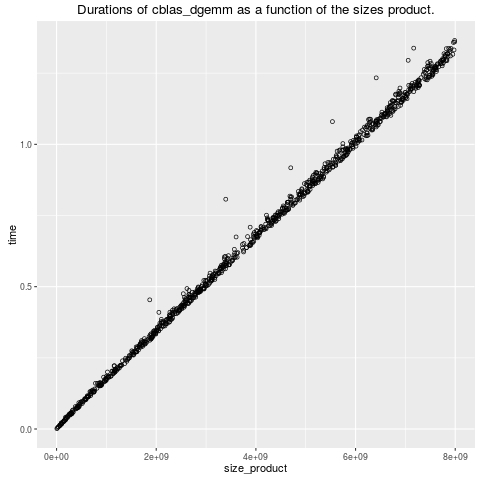 Durations of cblas_dgemm as a function of the sizes product.
time
1.0
0.5
0.0
0e+00 2e+09 4e+09 6e+09 8e+09
size_product